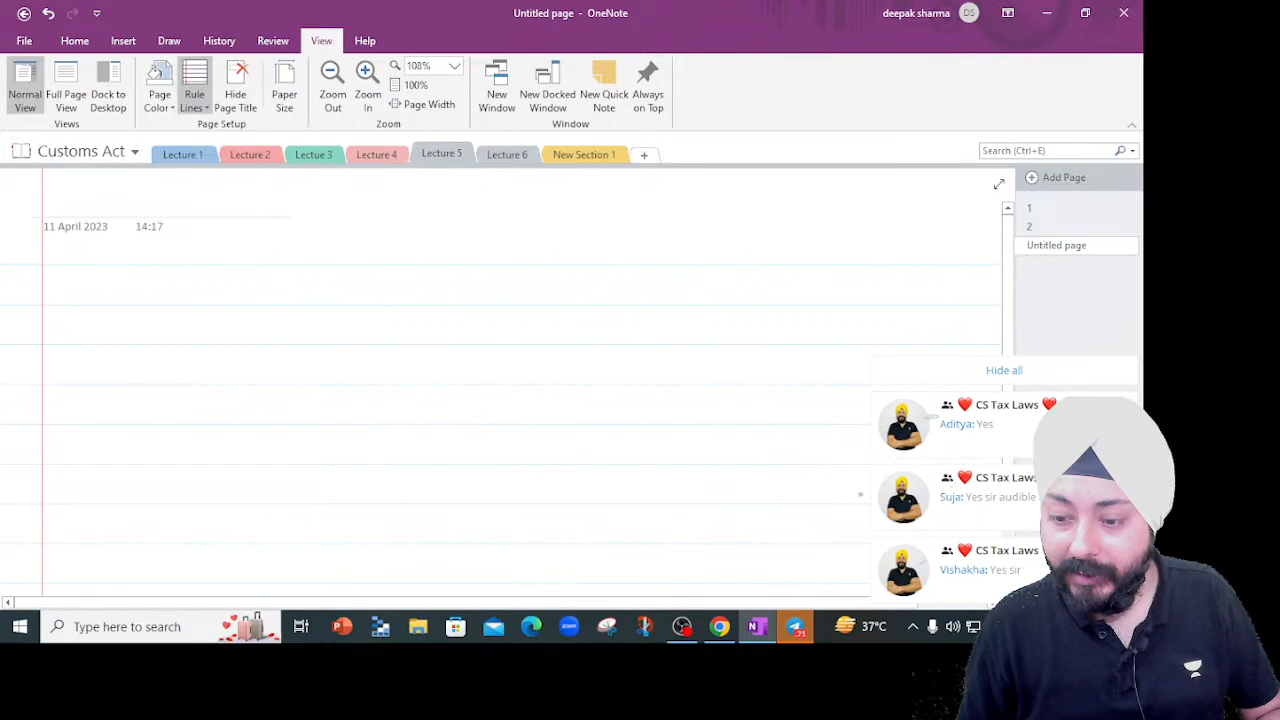 Untitled page - OneNote
deepak sharma DS
File Home Insert Draw History Review View Help
Normal View
Full Page View
Dock to Desktop
Views
Page Color
Rule Lines
Hide Page Title
Paper Size
Page Setup
Zoom Out
Zoom In
108%
100%
Page Width
Zoom
New Window
New Docked Window
New Quick Note
Always on Top
Window
Customs Act
Lecture 1
Lecture 2
Lectue 3
Lecture 4
Lecture 5
Lecture 6
New Section 1
Search (Ctrl+E)
Add Page
1
2
Untitled page
11 April 2023 14:17
Hide all
CS Tax Laws
Aditya: Yes
CS Tax Laws
Suja: Yes sir audible
CS Tax Laws
Vishakha: Yes sir
Type here to search
zoom
N
73
37°C